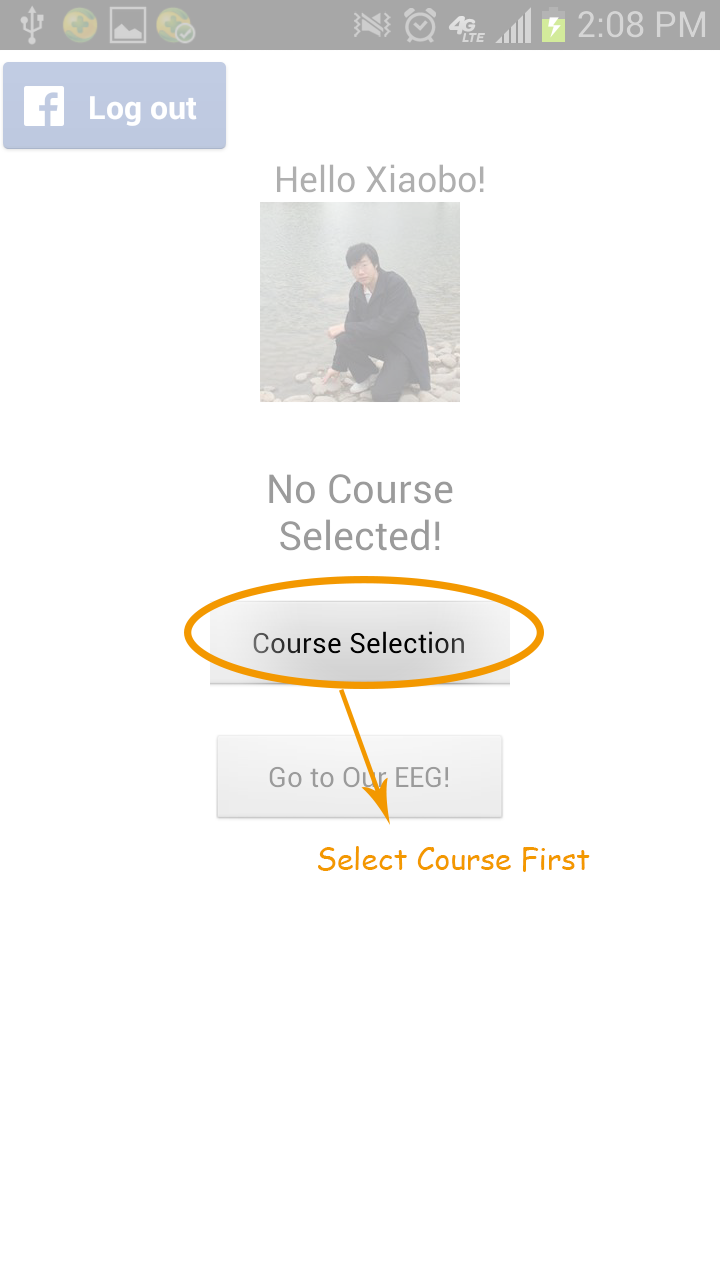 4G LTE 2:08 PM
f Log out
Hello Xiaobo!
No Course
Selected!
Course Selection
Go to Our EEG!
Select Course First